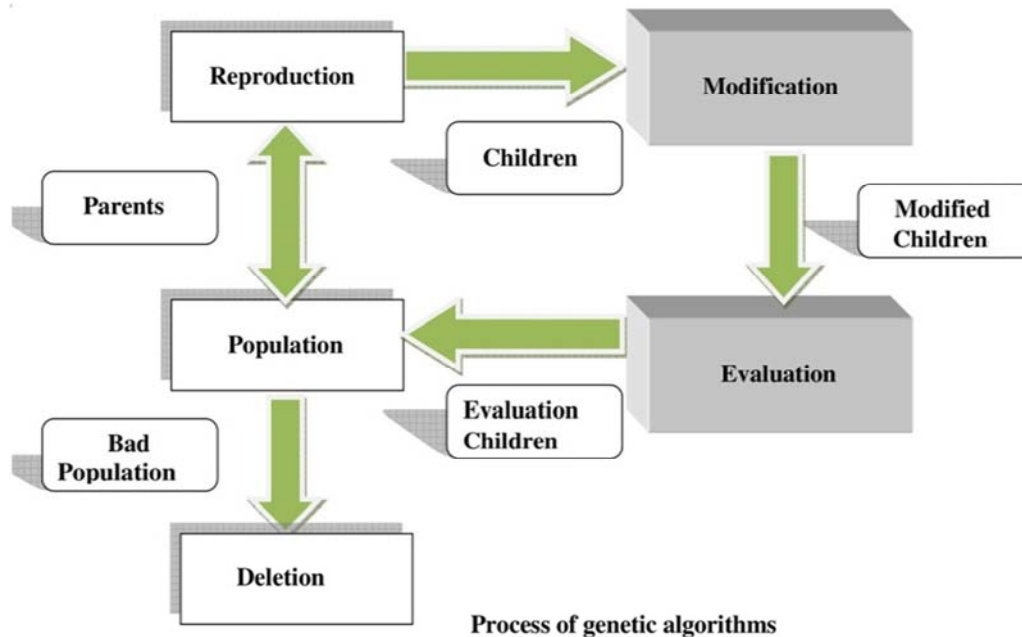 Reproduction
Modification
Children
Parents
Modified
Children
Population
Evaluation
Evaluation
Children
Bad
Population
Deletion
Process of genetic algorithms